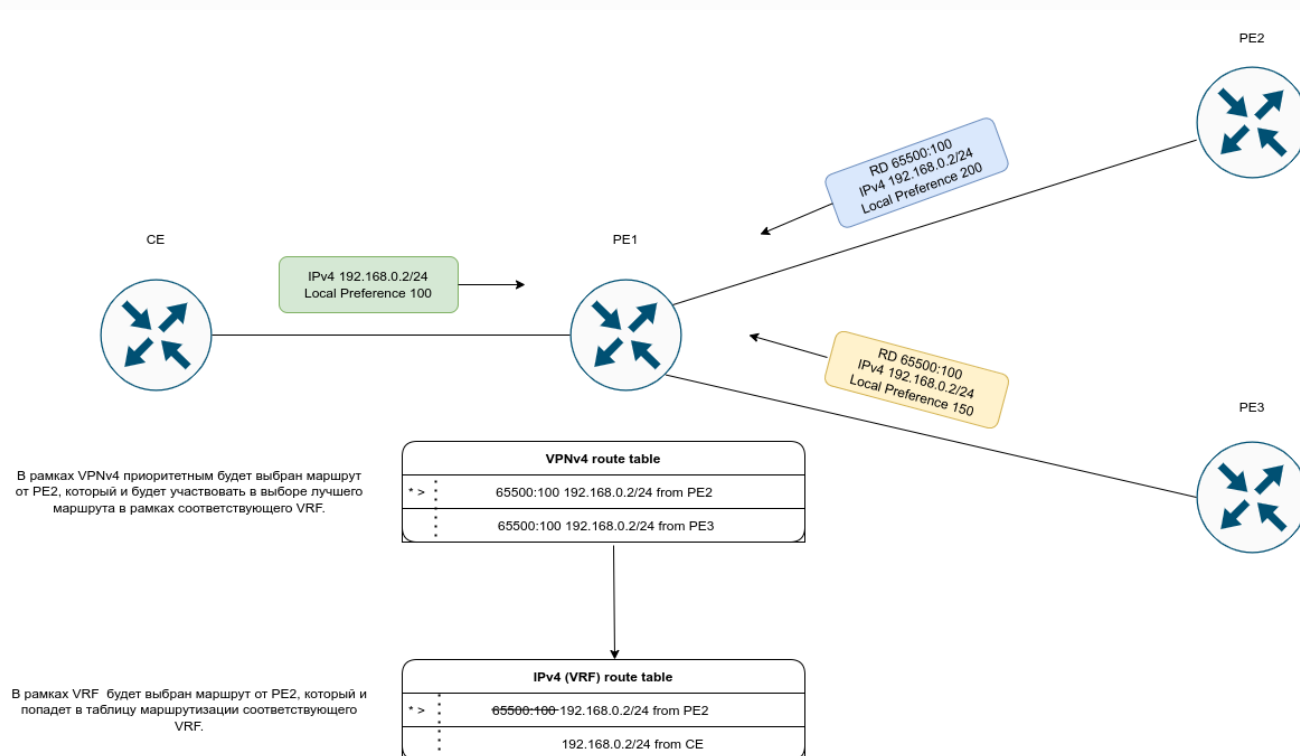 PE2
RD 65500:100
IPv4 192.168.0.2/24
Local Preference 200
CE
PE1
IPv4 192.168.0.2/24
Local Preference 100
RD 65500:100
IPv4 192.168.0.2/24
Local Preference 150
PE3
В рамках VPNv4 приоритетным будет выбран маршрут
от PE2, который и будет участвовать в выборе лучшего
маршрута в рамках соответствующего VRF.
VPNv4 route table
* > 65500:100 192.168.0.2/24 from PE2
65500:100 192.168.0.2/24 from PE3
В рамках VRF будет выбран маршрут от PE2, который и
попадет в таблицу маршрутизации соответствующего
VRF.
IPv4 (VRF) route table
* > 65500:100 192.168.0.2/24 from PE2
192.168.0.2/24 from CE